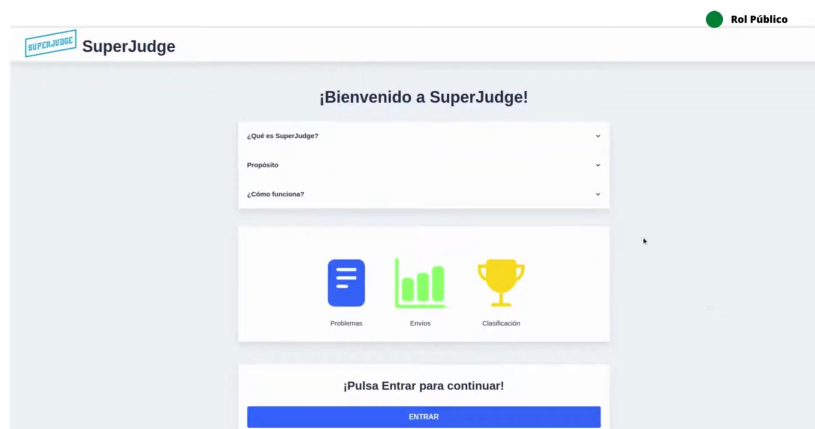 Rol Público
SUPERJUDGE
SuperJudge
¡Bienvenido a SuperJudge!
¿Qué es SuperJudge?
Propósito
¿Cómo funciona?
Problemas Envíos Clasificación
¡Pulsa Entrar para continuar!
ENTRAR